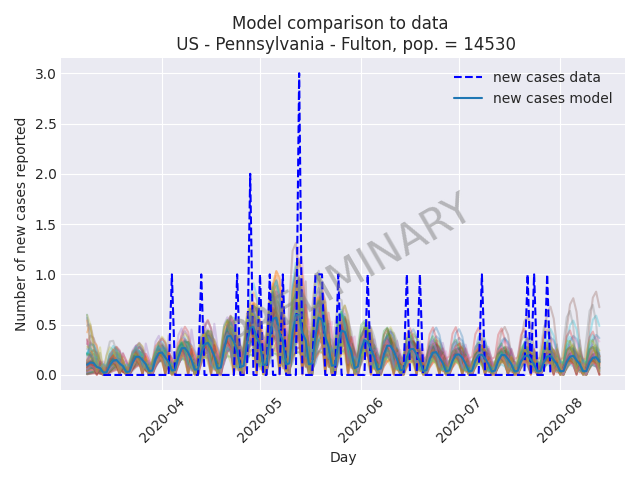 Model comparison to data
US - Pennsylvania - Fulton, pop. = 14530
new cases data
new cases model
Number of new cases reported
3.0
2.5
2.0
1.5
1.0
0.5
0.0
2020-04
2020-05
2020-06
2020-07
2020-08
Day